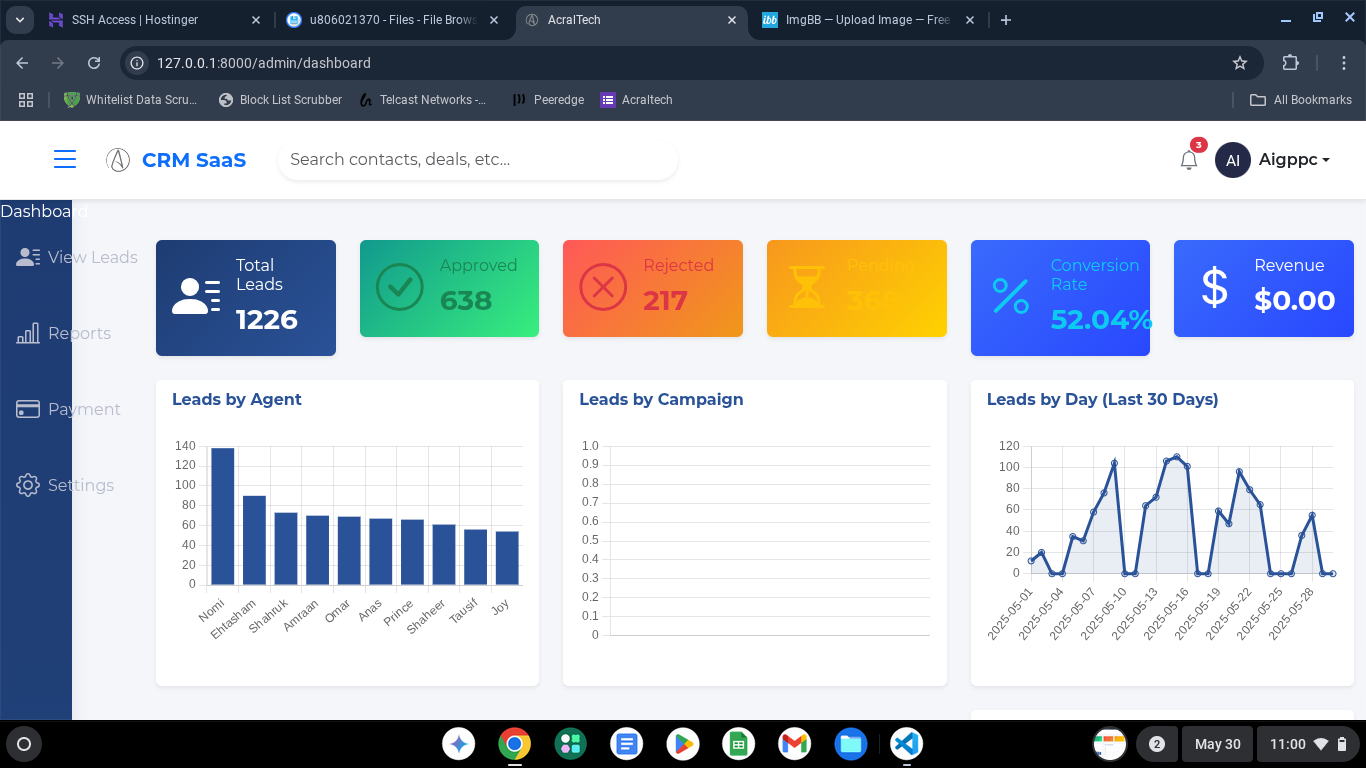 SSH Access | Hostinger
u806021370 - Files - File Brows
AcralTech
ibb
ImgBB — Upload Image — Free
127.0.0.1:8000/admin/dashboard
Whitelist Data Scru...
Block List Scrubber
Telcast Networks -...
Peeredge
Acraltech
All Bookmarks
CRM SaaS
Search contacts, deals, etc...
3
AI
Aigppc
Dashboard
View Leads
Reports
Payment
Settings
Total
Leads
1226
Approved
638
Rejected
217
Pending
Conversion
Rate
52.04%
$
Revenue
$0.00
Leads by Agent
140
120
100
80
60
40
20
0
Nomi
Ehtasham
Shahruk
Amraan
Omar
Anas
Prince
Shaheer
Tausif
Joy
Leads by Campaign
1.0
0.9
0.8
0.7
0.6
0.5
0.4
0.3
0.2
0.1
0
Leads by Day (Last 30 Days)
120
100
80
60
40
20
0
2025-05-01
2025-05-04
2025-05-07
2025-05-10
2025-05-13
2025-05-16
2025-05-19
2025-05-22
2025-05-25
2025-05-28
2
May 30
11:00